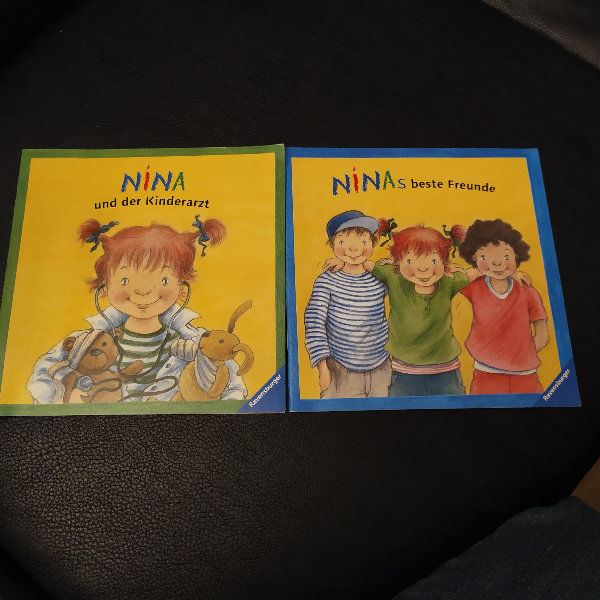 NiNA
und der Kinderarzt
Ravensburger
NiNAs beste Freunde
Ravensburger